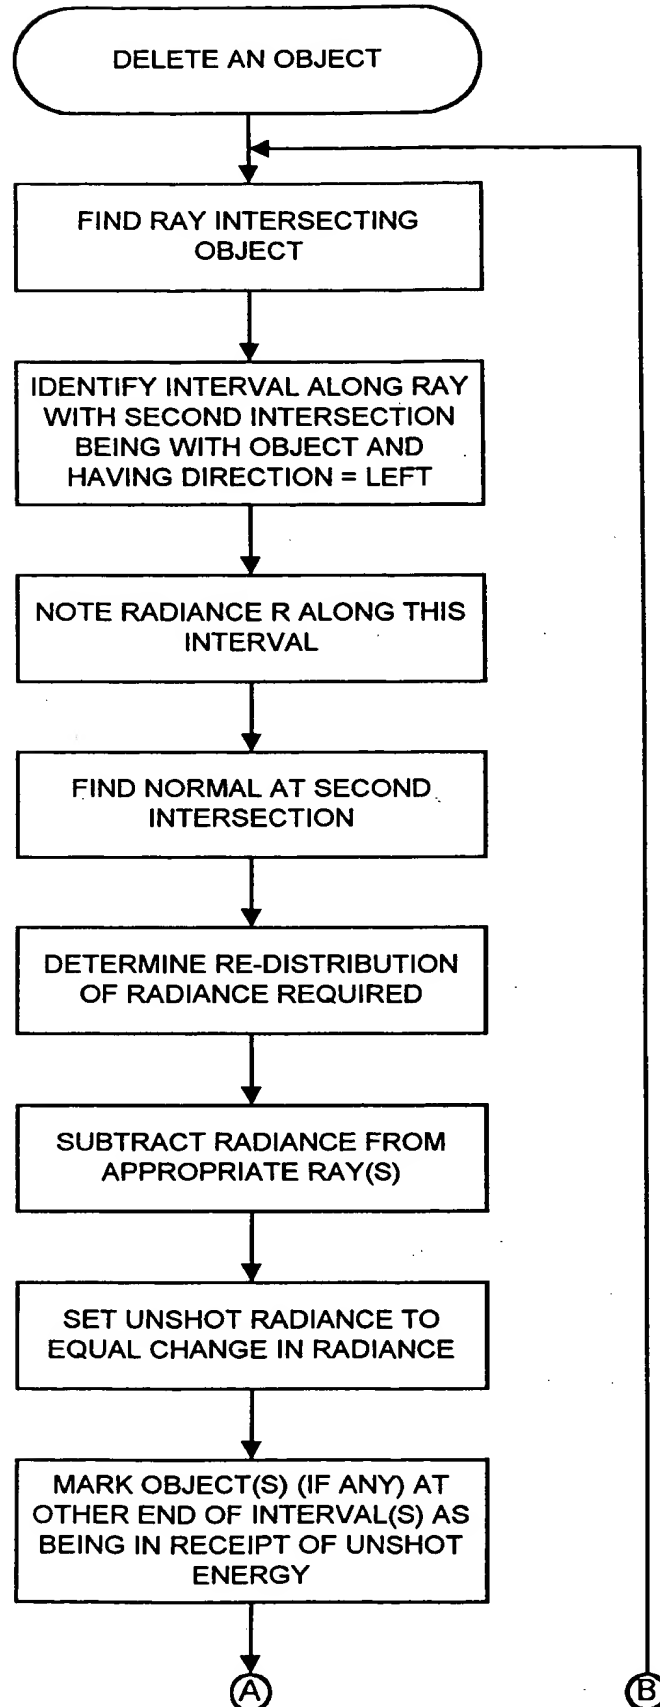 DELETE AN OBJECT
FIND RAY INTERSECTING
OBJECT
IDENTIFY INTERVAL ALONG RAY
WITH SECOND INTERSECTION
BEING WITH OBJECT AND
HAVING DIRECTION = LEFT
NOTE RADIANCE R ALONG THIS
INTERVAL
FIND NORMAL AT SECOND
INTERSECTION
DETERMINE RE-DISTRIBUTION
OF RADIANCE REQUIRED
SUBTRACT RADIANCE FROM
APPROPRIATE RAY(S)
SET UNSHOT RADIANCE TO
EQUAL CHANGE IN RADIANCE
MARK OBJECT(S) (IF ANY) AT
OTHER END OF INTERVAL(S) AS
BEING IN RECEIPT OF UNSHOT
ENERGY
A
B